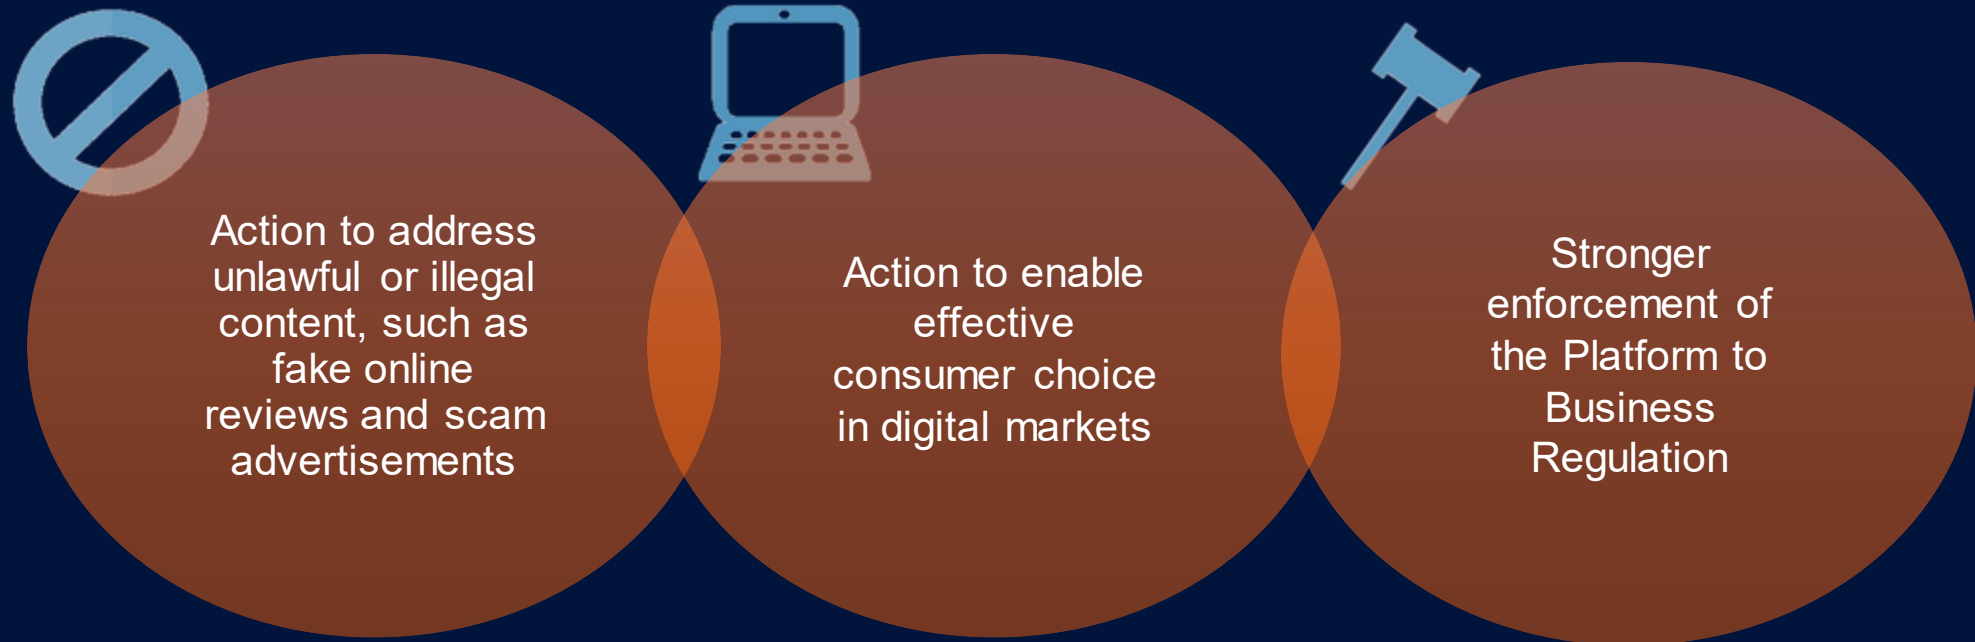 Action to address
unlawful or illegal
content, such as
fake online
reviews and scam
advertisements
Action to enable
effective
consumer choice
in digital markets
Stronger
enforcement of
the Platform to
Business
Regulation